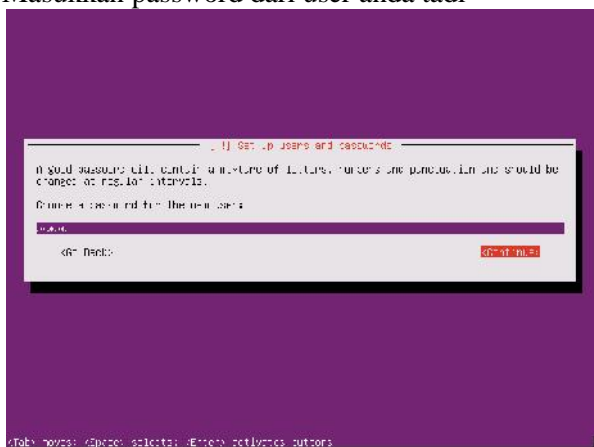 Masukkan password dari user anda tadi
[!!] Set up users and passwords
A good password will contain a mixture of letters, numbers and punctuation and should be
changed at regular intervals.
Choose a password for the new user:
<Go Back>
<Continue>
<Tab> moves; <Space> selects; <Enter> activates buttons